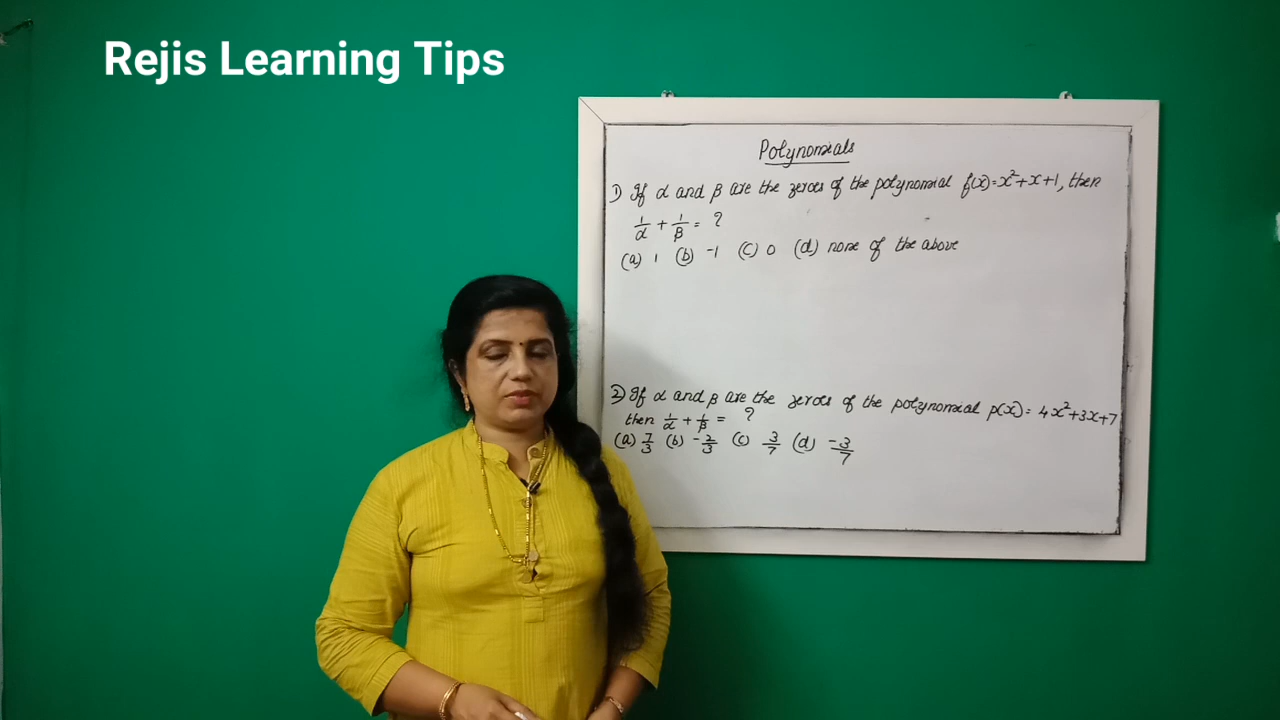 Rejis Learning Tips
Polynomials
1) If α and β are the zeroes of the polynomial f(x)=x²+x+1, then
1/α + 1/β = ?
(a) 1 (b) -1 (c) 0 (d) none of the above
2) If α and β are the zeroes of the polynomial p(x)= 4x²+3x+7
then 1/α + 1/β = ?
(a) 7/3 (b) -7/3 (c) 3/7 (d) -3/7